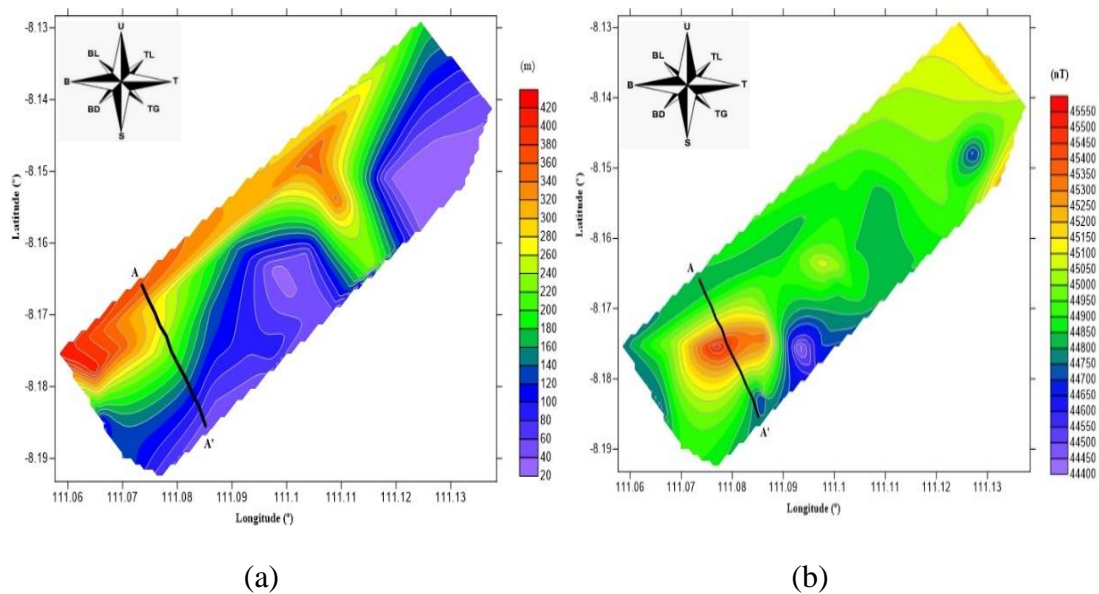 U
BL TL
B T
BD TG
S
(m)
420
400
380
360
340
320
300
280
260
240
220
200
180
160
140
120
100
80
60
40
20
-8.13
-8.14
-8.15
-8.16
-8.17
-8.18
-8.19
Latitude (°)
A
A'
111.06 111.07 111.08 111.09 111.1 111.11 111.12 111.13
Longitude (°)
(a)
U
BL TL
B T
BD TG
S
(nT)
45550
45500
45450
45400
45350
45300
45250
45200
45150
45100
45050
45000
44950
44900
44850
44800
44750
44700
44650
44600
44550
44500
44450
44400
-8.13
-8.14
-8.15
-8.16
-8.17
-8.18
-8.19
Latitude (°)
A
A'
111.06 111.07 111.08 111.09 111.1 111.11 111.12 111.13
Longitude (°)
(b)